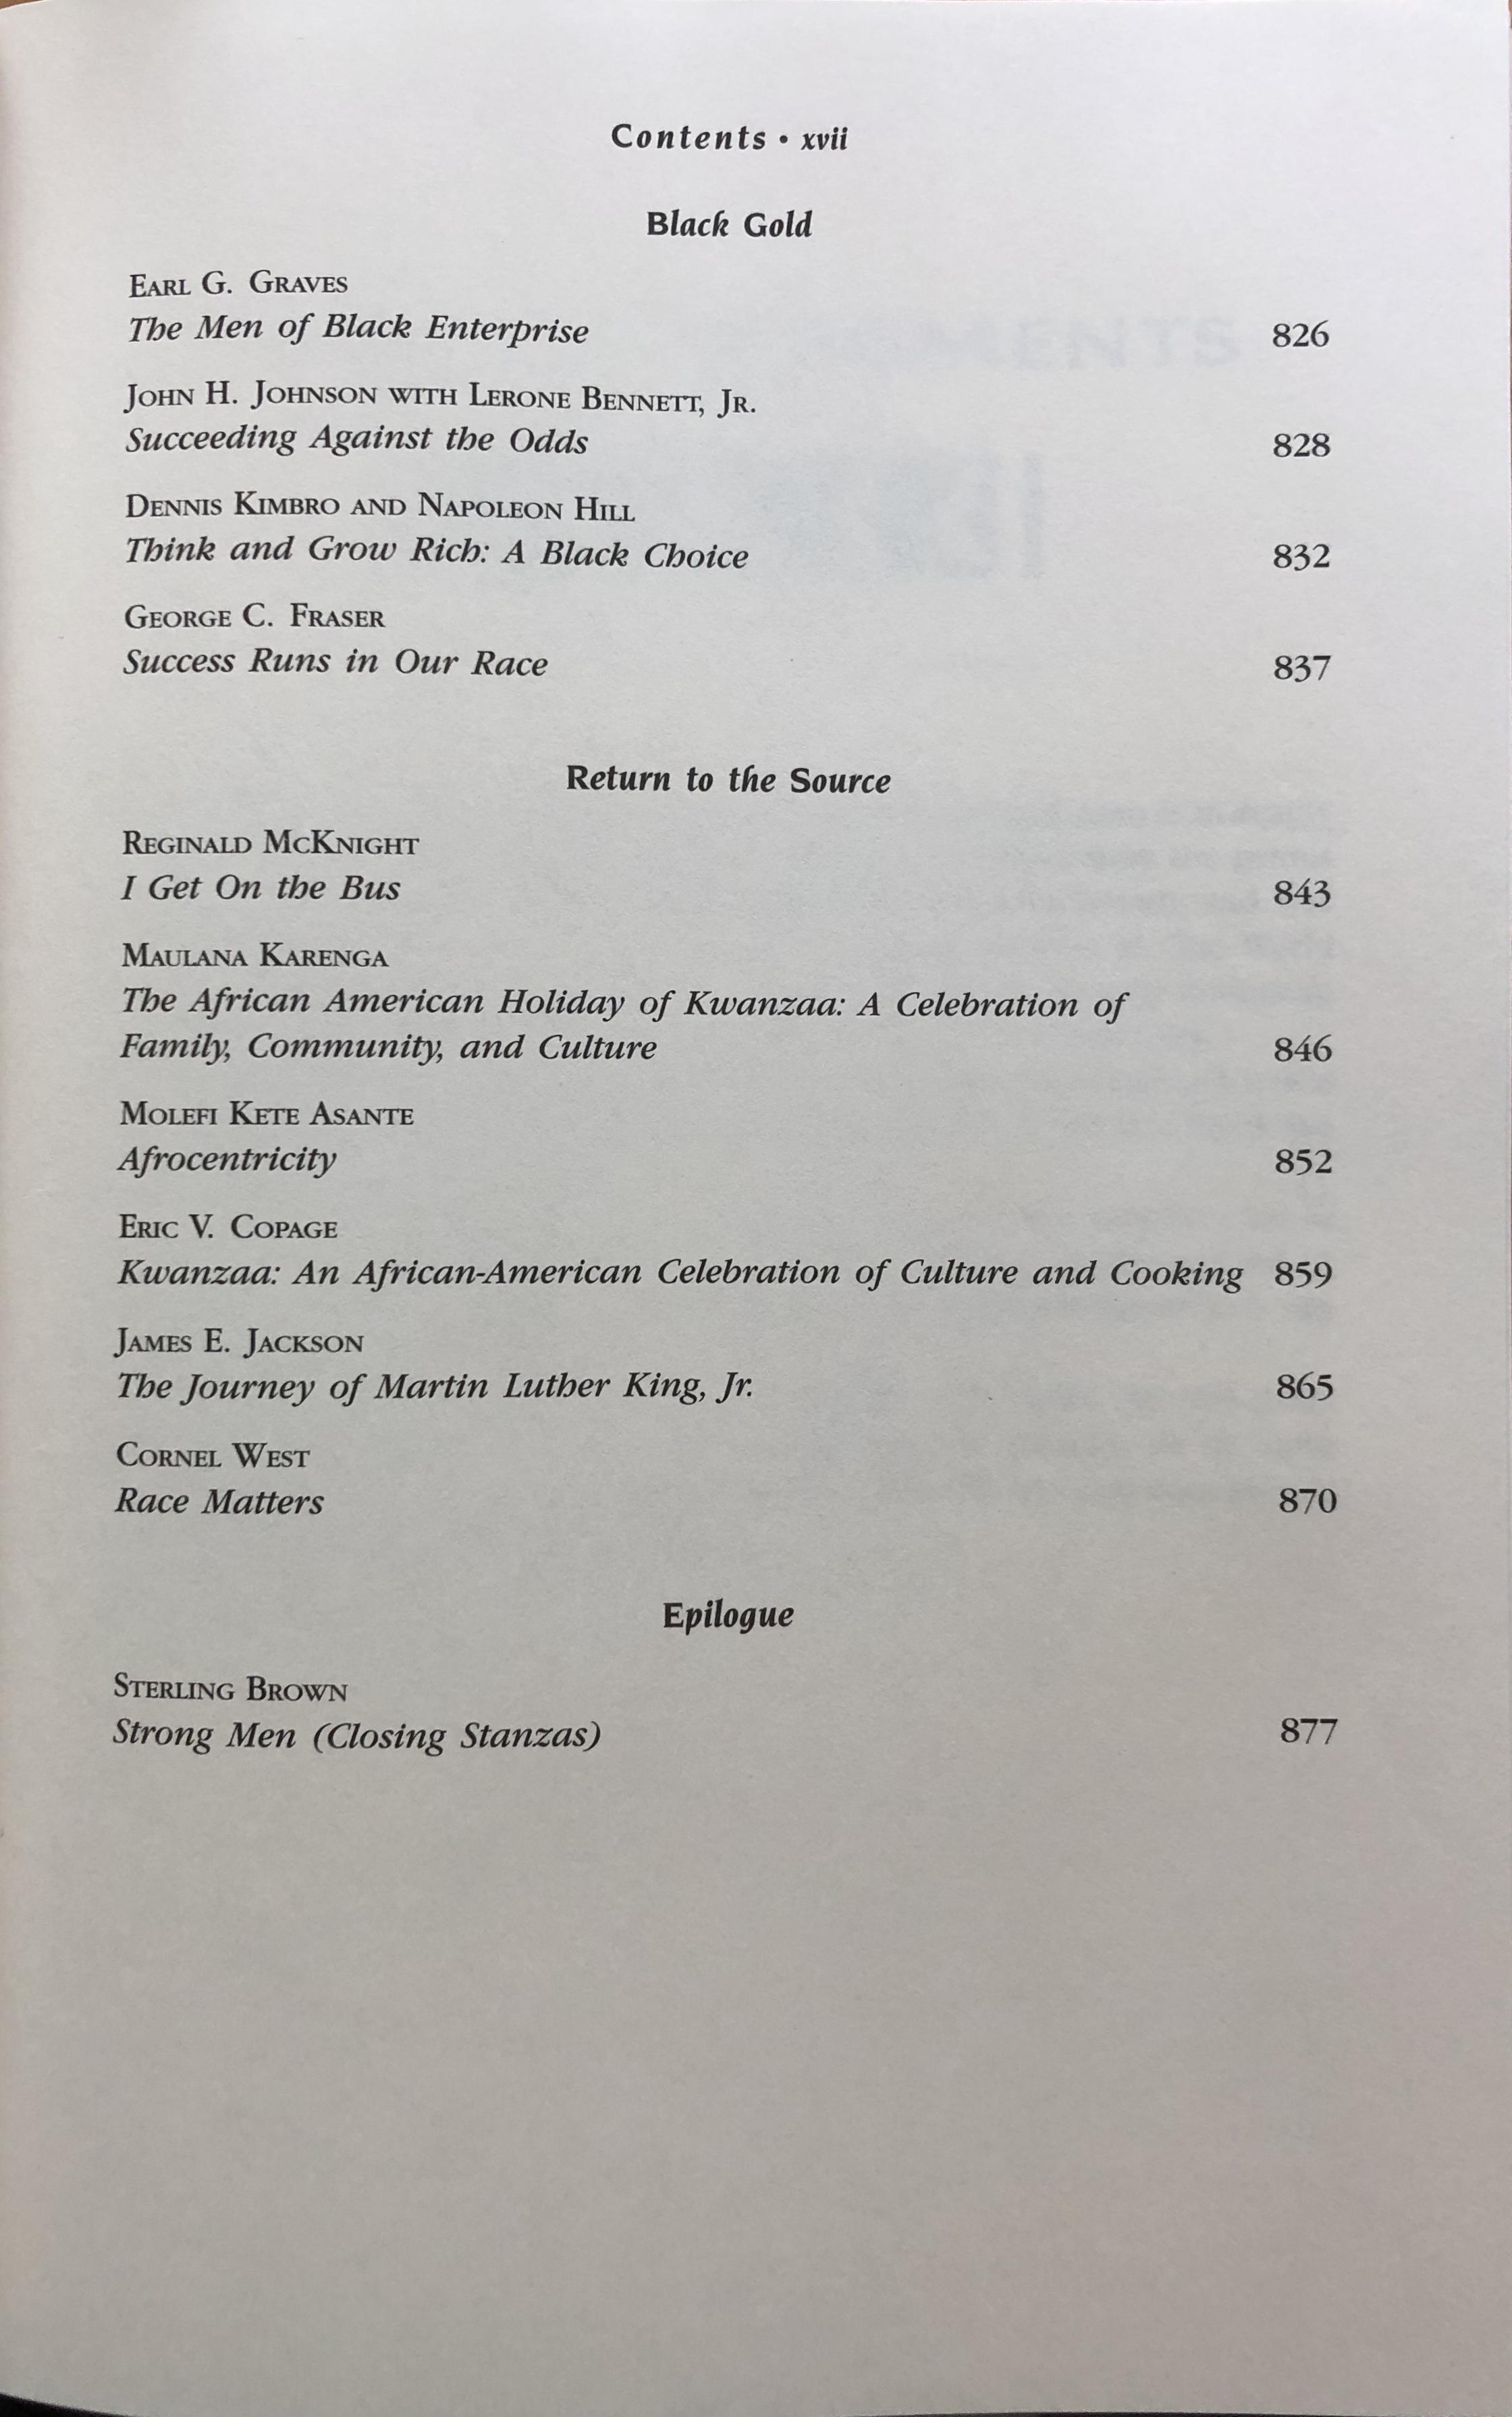 Contents • xvii
Black Gold
Earl G. Graves
The Men of Black Enterprise 826
John H. Johnson with Lerone Bennett, Jr.
Succeeding Against the Odds 828
Dennis Kimbro and Napoleon Hill
Think and Grow Rich: A Black Choice 832
George C. Fraser
Success Runs in Our Race 837
Return to the Source
Reginald McKnight
I Get On the Bus 843
Maulana Karenga
The African American Holiday of Kwanzaa: A Celebration of
Family, Community, and Culture 846
Molefi Kete Asante
Afrocentricity 852
Eric V. Copage
Kwanzaa: An African-American Celebration of Culture and Cooking 859
James E. Jackson
The Journey of Martin Luther King, Jr. 865
Cornel West
Race Matters 870
Epilogue
Sterling Brown
Strong Men (Closing Stanzas) 877